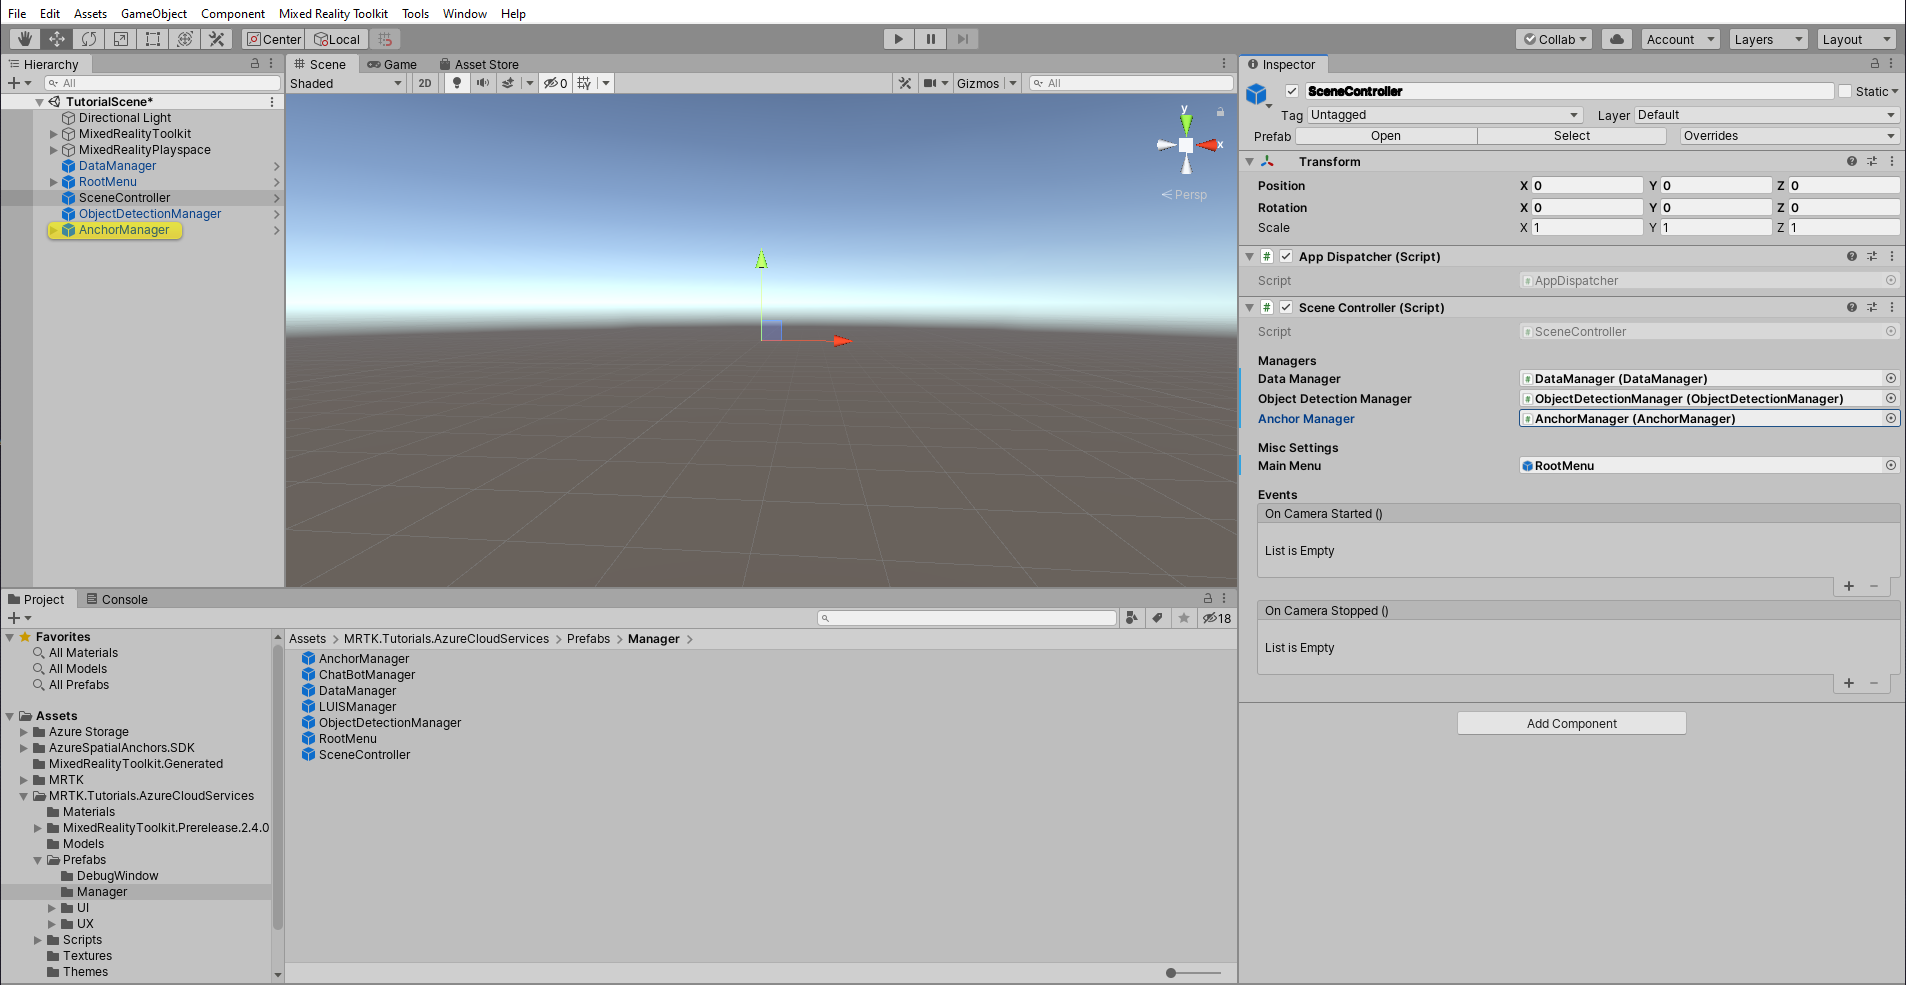 File Edit Assets GameObject Component Mixed Reality Toolkit Tools Window Help
Center Local Collab Account Layers Layout
Hierarchy
All
TutorialScene*
Directional Light
MixedRealityToolkit
MixedRealityPlayspace
DataManager
RootMenu
SceneController
ObjectDetectionManager
AnchorManager
Scene Game Asset Store
Shaded 2D 0 Gizmos All
y
x
Persp
Inspector
SceneController Static
Tag Untagged Layer Default
Prefab Open Select Overrides
Transform
Position X 0 Y 0 Z 0
Rotation X 0 Y 0 Z 0
Scale X 1 Y 1 Z 1
# App Dispatcher (Script)
Script # AppDispatcher
# Scene Controller (Script)
Script # SceneController
Managers
Data Manager # DataManager (DataManager)
Object Detection Manager # ObjectDetectionManager (ObjectDetectionManager)
Anchor Manager # AnchorManager (AnchorManager)
Misc Settings
Main Menu RootMenu
Events
On Camera Started ()
List is Empty
+ −
On Camera Stopped ()
List is Empty
+ −
Add Component
Project Console
18
Favorites
All Materials
All Models
All Prefabs
Assets
Azure Storage
AzureSpatialAnchors.SDK
MixedRealityToolkit.Generated
MRTK
MRTK.Tutorials.AzureCloudServices
Materials
MixedRealityToolkit.Prerelease.2.4.0
Models
Prefabs
DebugWindow
Manager
UI
UX
Scripts
Textures
Themes
Assets > MRTK.Tutorials.AzureCloudServices > Prefabs > Manager >
AnchorManager
ChatBotManager
DataManager
LUISManager
ObjectDetectionManager
RootMenu
SceneController